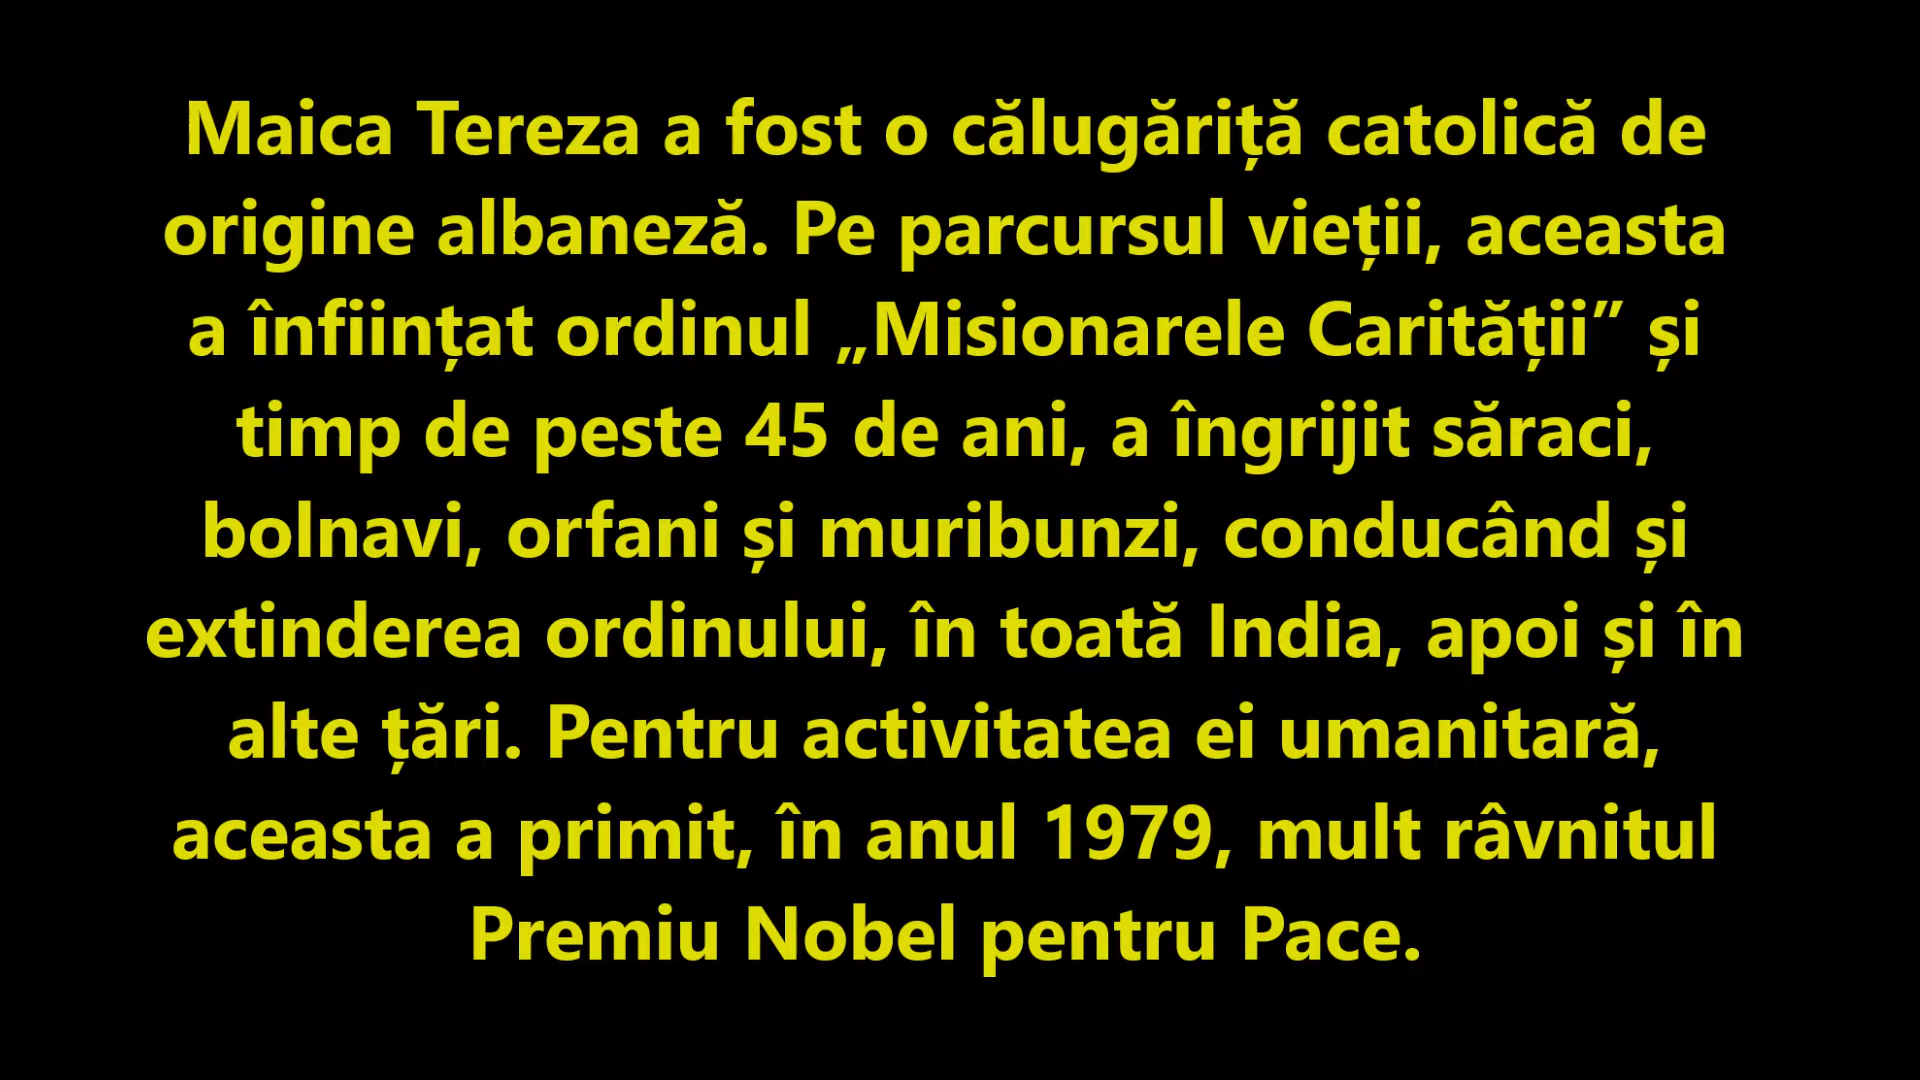 Maica Tereza a fost o călugăriță catolică de
origine albaneză. Pe parcursul vieții, aceasta
a înființat ordinul „Misionarele Carității” și
timp de peste 45 de ani, a îngrijit săraci,
bolnavi, orfani și muribunzi, conducând și
extinderea ordinului, în toată India, apoi și în
alte țări. Pentru activitatea ei umanitară,
aceasta a primit, în anul 1979, mult râvnitul
Premiu Nobel pentru Pace.